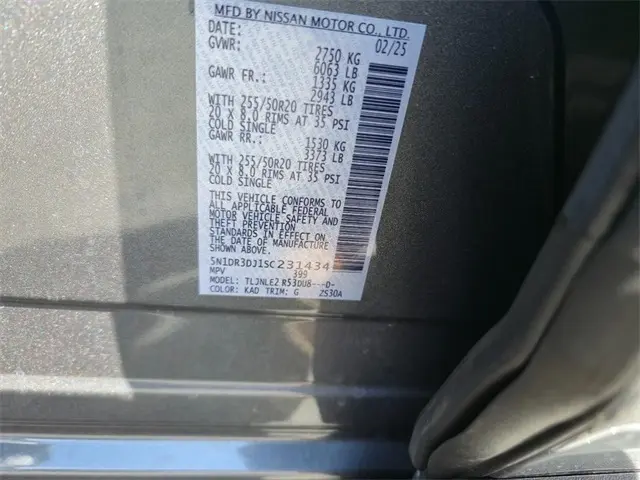 MFD BY NISSAN MOTOR CO., LTD.
DATE: 02/25
GVWR: 2750 KG
6063 LB
GAWR FR.: 1335 KG
2943 LB
WITH 255/50R20 TIRES
20 X 8.0 RIMS AT 35 PSI
COLD SINGLE
GAWR RR.: 1530 KG
3373 LB
WITH 255/50R20 TIRES
20 X 8.0 RIMS AT 35 PSI
COLD SINGLE
THIS VEHICLE CONFORMS TO
ALL APPLICABLE FEDERAL
MOTOR VEHICLE SAFETY AND
THEFT PREVENTION
STANDARDS IN EFFECT ON
THE DATE OF MANUFACTURE
SHOWN ABOVE.
5N1DR3DJ1SC231434
MPV 399
MODEL: TLJNLE2 R53DU8---D-
COLOR: KAD TRIM: G 2S30A